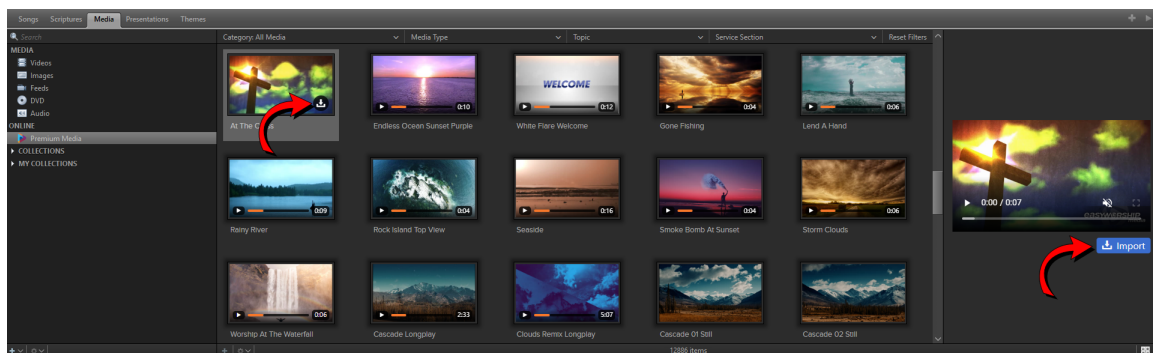 Songs Scriptures Media Presentations Themes
Search
Category: All Media Media Type Topic Service Section Reset Filters
MEDIA
Videos
Images
Feeds
DVD
Audio
ONLINE
Premium Media
COLLECTIONS
MY COLLECTIONS
0:10 WELCOME 0:12 0:04 0:06
At The Endless Ocean Sunset Purple White Flare Welcome Gone Fishing Lend A Hand
0:09 0:04 0:16 0:04 0:06
Rainy River Rock Island Top View Seaside Smoke Bomb At Sunset Storm Clouds
0:06 2:33 5:07
Worship At The Waterfall Cascade Longplay Clouds Remix Longplay Cascade 01 Still Cascade 02 Still
12886 items
0:00 / 0:07
easyworship
Import